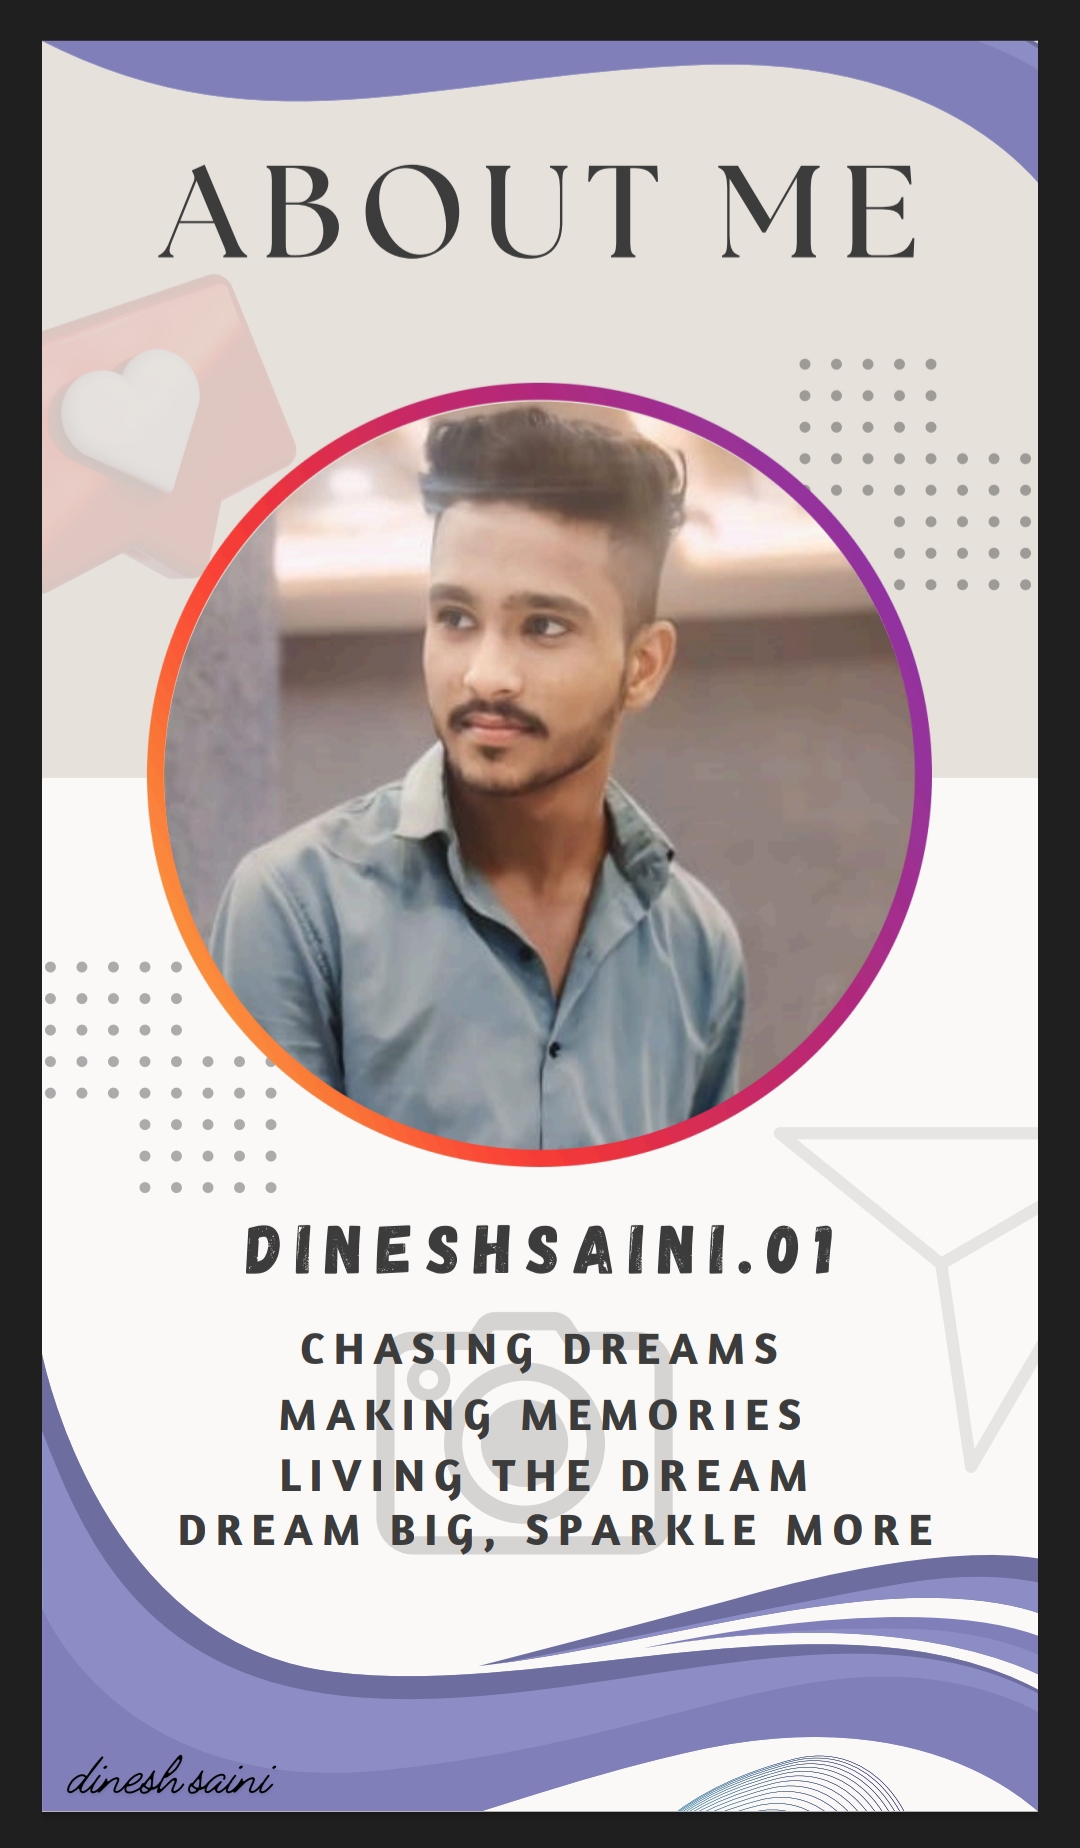 ABOUT ME
DINESHSAINI.01
CHASING DREAMS
MAKING MEMORIES
LIVING THE DREAM
DREAM BIG, SPARKLE MORE
dinesh saini